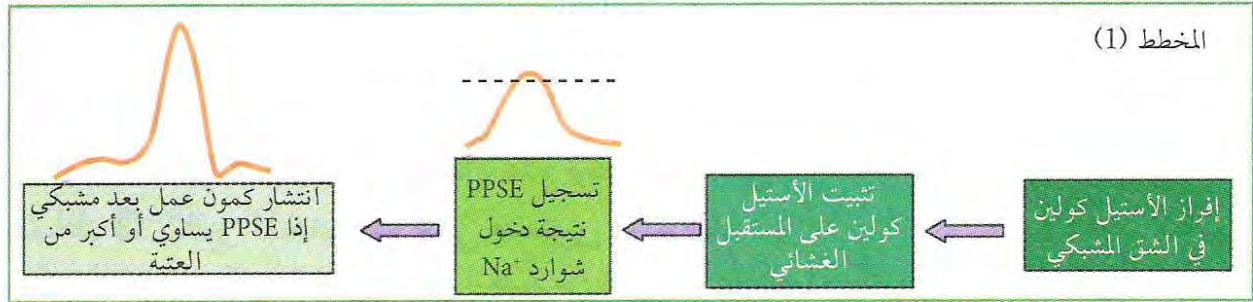 المخطط (1)
إفراز الأستيل كولين
في الشق المشبكي
تثبيت الأستيل
كولين على المستقبل
الغشائي
تسجيل PPSE
نتيجة دخول
شوارد Na⁺
انتشار كمون عمل بعد مشبكي
إذا PPSE يساوي أو أكبر من
العتبة